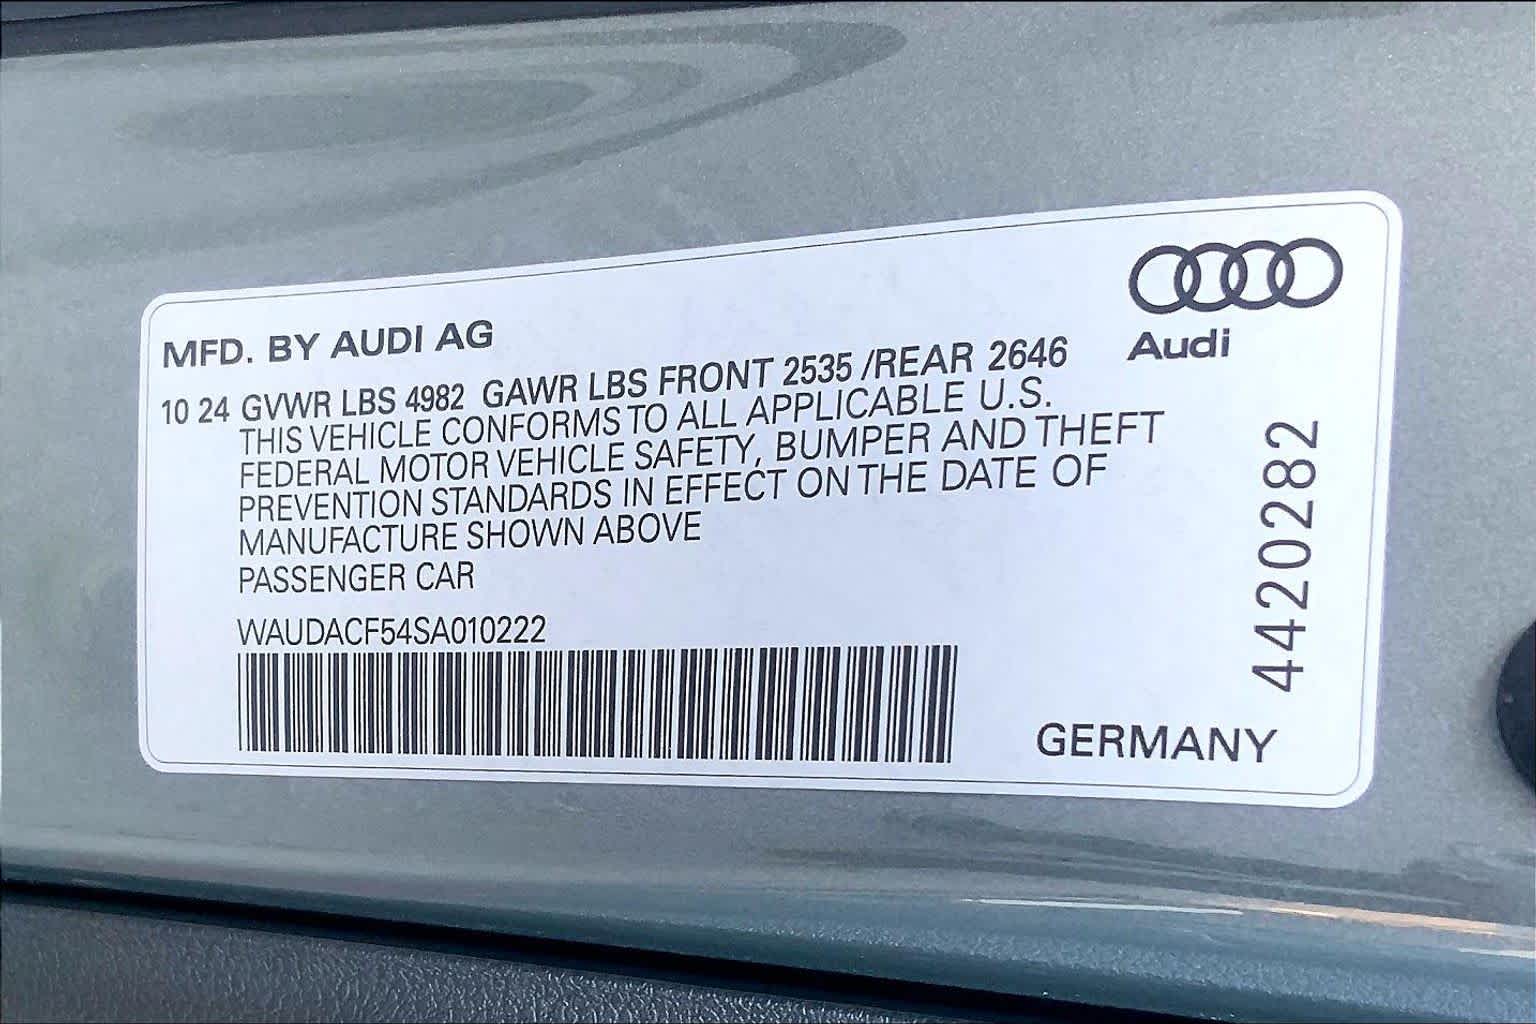 MFD. BY AUDI AG
Audi
10 24 GVWR LBS 4982 GAWR LBS FRONT 2535 /REAR 2646
THIS VEHICLE CONFORMS TO ALL APPLICABLE U.S.
FEDERAL MOTOR VEHICLE SAFETY, BUMPER AND THEFT
PREVENTION STANDARDS IN EFFECT ON THE DATE OF
MANUFACTURE SHOWN ABOVE
PASSENGER CAR
WAUDACF54SA010222
GERMANY
4420282